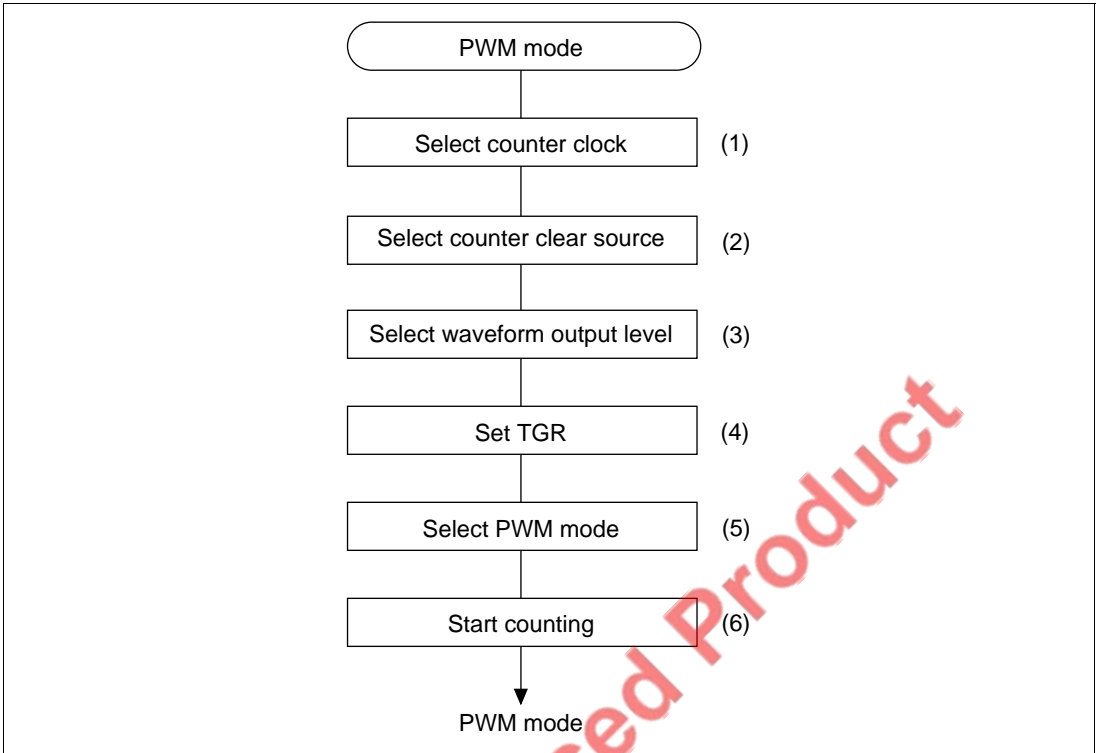 PWM mode
Select counter clock (1)
Select counter clear source (2)
Select waveform output level (3)
Set TGR (4)
Select PWM mode (5)
Start counting (6)
PWM mode
Product